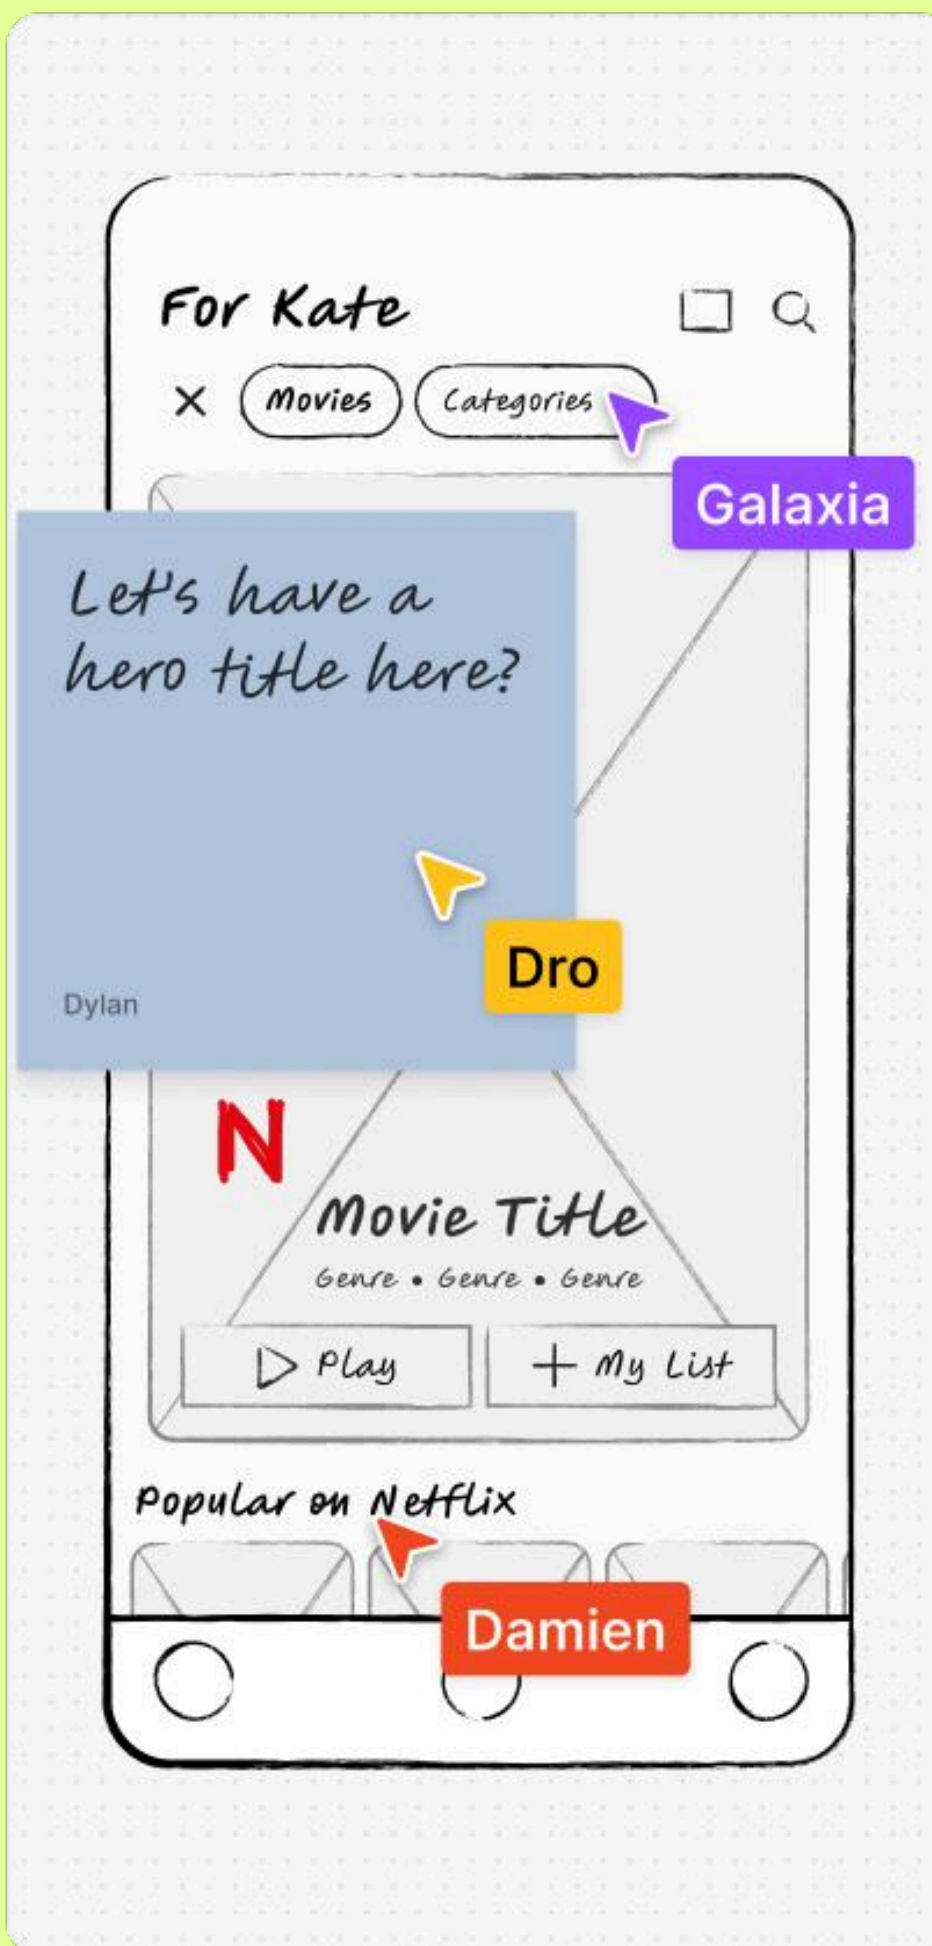 For Kate
Movies Categories
Galaxia
Let's have a
hero title here?
Dro
Dylan
N
Movie Title
Genre • Genre • Genre
Play My List
Popular on Netflix
Damien